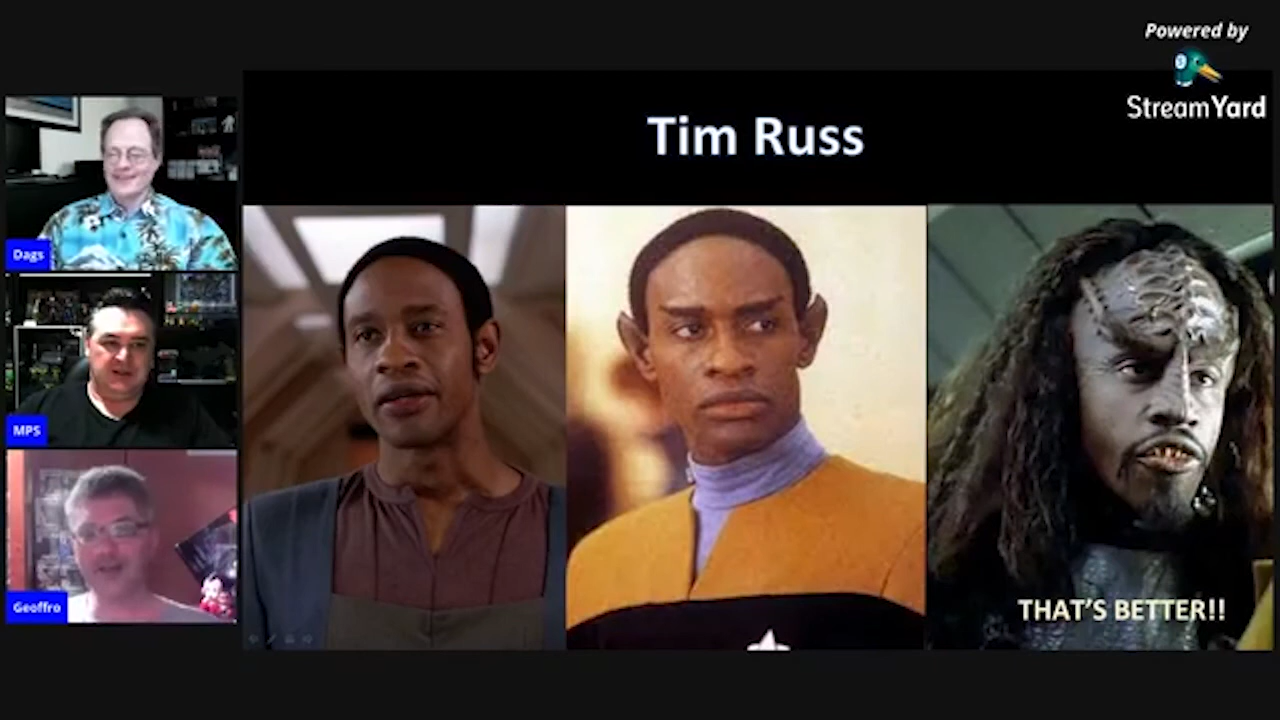 Powered by
StreamYard
Tim Russ
Dags
MPS
Geoffro
THAT'S BETTER!!